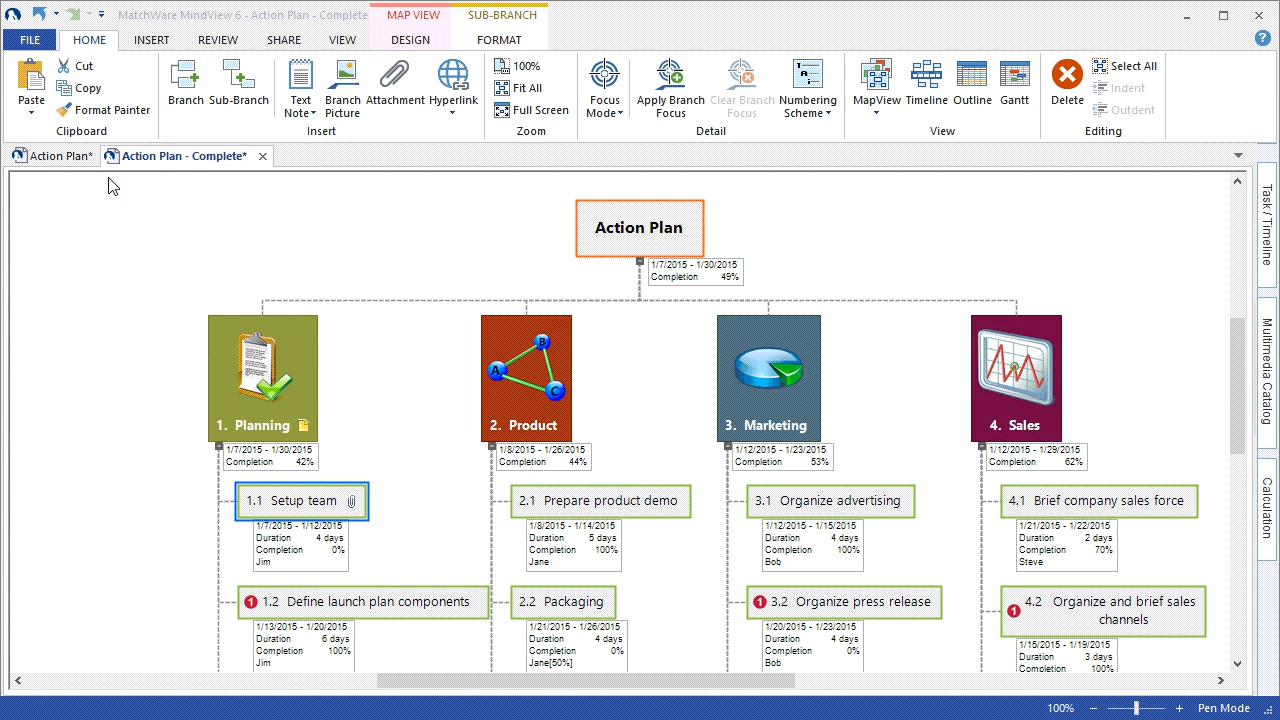 MatchWare MindView 6 - Action Plan - Complete
MAP VIEW
SUB-BRANCH
FILE
HOME
INSERT
REVIEW
SHARE
VIEW
DESIGN
FORMAT
Paste
Cut
Copy
Format Painter
Clipboard
Branch
Sub-Branch
Text Note
Branch Picture
Attachment
Hyperlink
Insert
100%
Fit All
Full Screen
Zoom
Focus Mode
Apply Branch Focus
Clear Branch Focus
Numbering Scheme
Detail
MapView
Timeline
Outline
Gantt
View
Delete
Select All
Indent
Outdent
Editing
Action Plan*
Action Plan - Complete*
Task / Timeline
Multimedia Catalog
Calculation
Action Plan
1/7/2015 - 1/30/2015
Completion 49%
1. Planning
1/7/2015 - 1/30/2015
Completion 42%
1.1 Setup team
1/7/2015 - 1/12/2015
Duration 4 days
Completion 0%
Jim
1 1.2 Define launch plan components
1/13/2015 - 1/20/2015
Duration 6 days
Completion 100%
Jim
A
B
C
2. Product
1/8/2015 - 1/26/2015
Completion 44%
2.1 Prepare product demo
1/8/2015 - 1/14/2015
Duration 5 days
Completion 100%
Jane
2.2 Packaging
1/21/2015 - 1/26/2015
Duration 4 days
Completion 0%
Jane[50%]
3. Marketing
1/12/2015 - 1/23/2015
Completion 53%
3.1 Organize advertising
1/12/2015 - 1/15/2015
Duration 4 days
Completion 100%
Bob
1 3.2 Organize press release
1/20/2015 - 1/23/2015
Duration 4 days
Completion 0%
Bob
4. Sales
1/12/2015 - 1/29/2015
Completion 62%
4.1 Brief company sales force
1/21/2015 - 1/22/2015
Duration 2 days
Completion 70%
Steve
1 4.2 Organize and brief sales
channels
1/15/2015 - 1/19/2015
Duration 3 days
Completion 100%
100%
Pen Mode